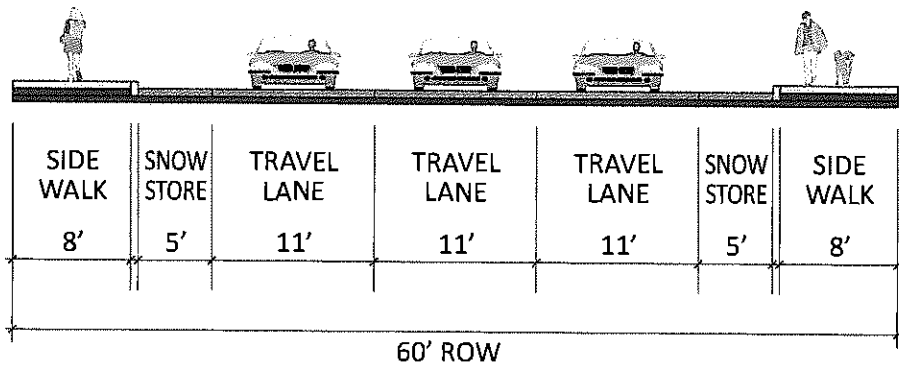 SIDE
WALK
8'
SNOW
STORE
5'
TRAVEL
LANE
11'
TRAVEL
LANE
11'
TRAVEL
LANE
11'
SNOW
STORE
5'
SIDE
WALK
8'
60' ROW